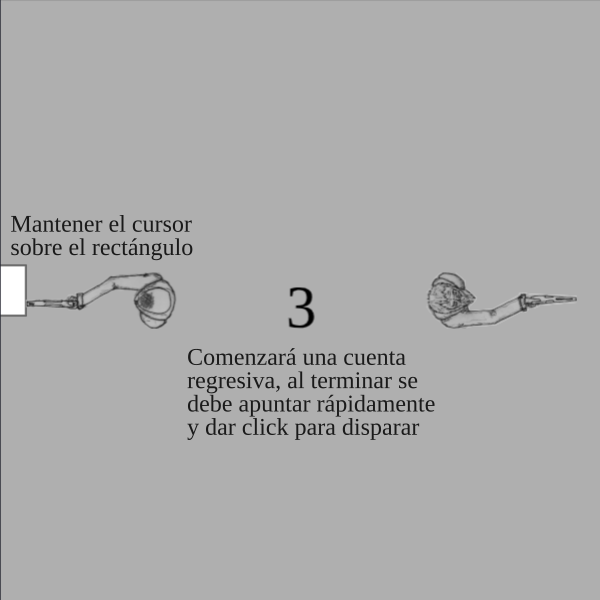 Mantener el cursor
sobre el rectángulo
3
Comenzará una cuenta
regresiva, al terminar se
debe apuntar rápidamente
y dar click para disparar